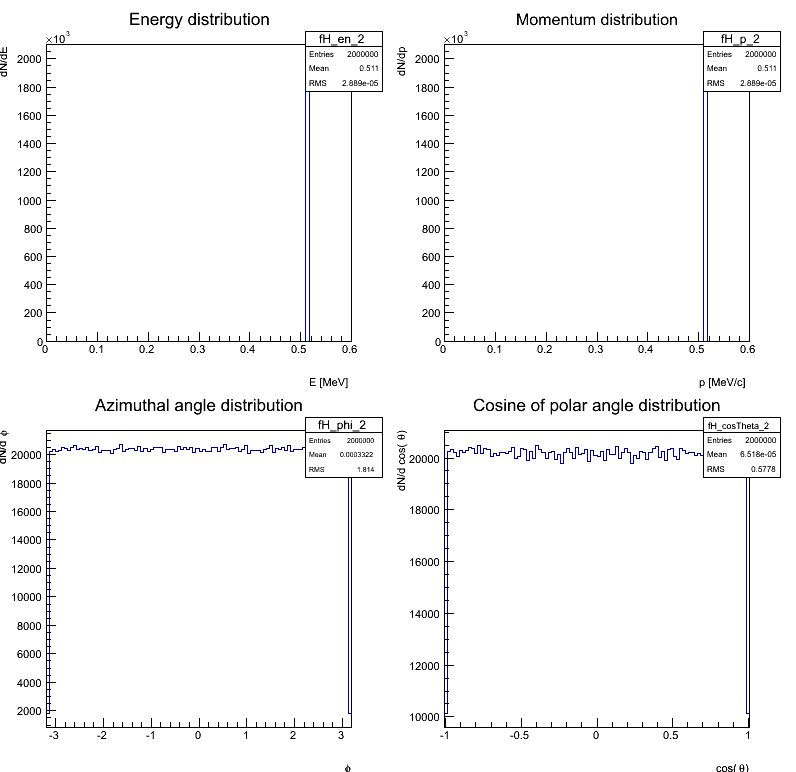 Energy distribution
×10³
dN/dE
fH_en_2
Entries 2000000
Mean 0.511
RMS 2.889e-05
2000
1800
1600
1400
1200
1000
800
600
400
200
0
0 0.1 0.2 0.3 0.4 0.5 0.6
E [MeV]
Momentum distribution
×10³
dN/dp
fH_p_2
Entries 2000000
Mean 0.511
RMS 2.889e-05
2000
1800
1600
1400
1200
1000
800
600
400
200
0
0 0.1 0.2 0.3 0.4 0.5 0.6
p [MeV/c]
Azimuthal angle distribution
dN/d ϕ
fH_phi_2
Entries 2000000
Mean 0.0003322
RMS 1.814
20000
18000
16000
14000
12000
10000
8000
6000
4000
2000
-3 -2 -1 0 1 2 3
ϕ
Cosine of polar angle distribution
dN/d cos( θ)
fH_cosTheta_2
Entries 2000000
Mean 6.518e-05
RMS 0.5778
20000
18000
16000
14000
12000
10000
-1 -0.5 0 0.5 1
cos( θ)